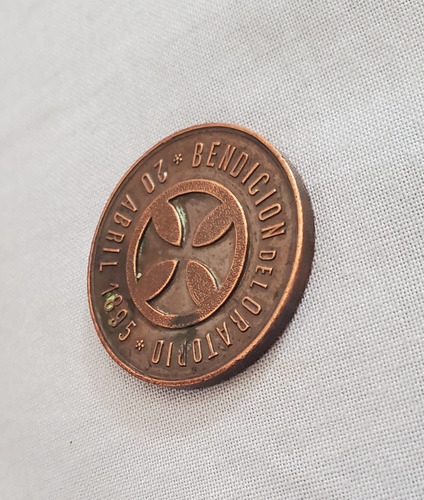 * BENDICION DEL ORATORIO *
20 ABRIL 1895